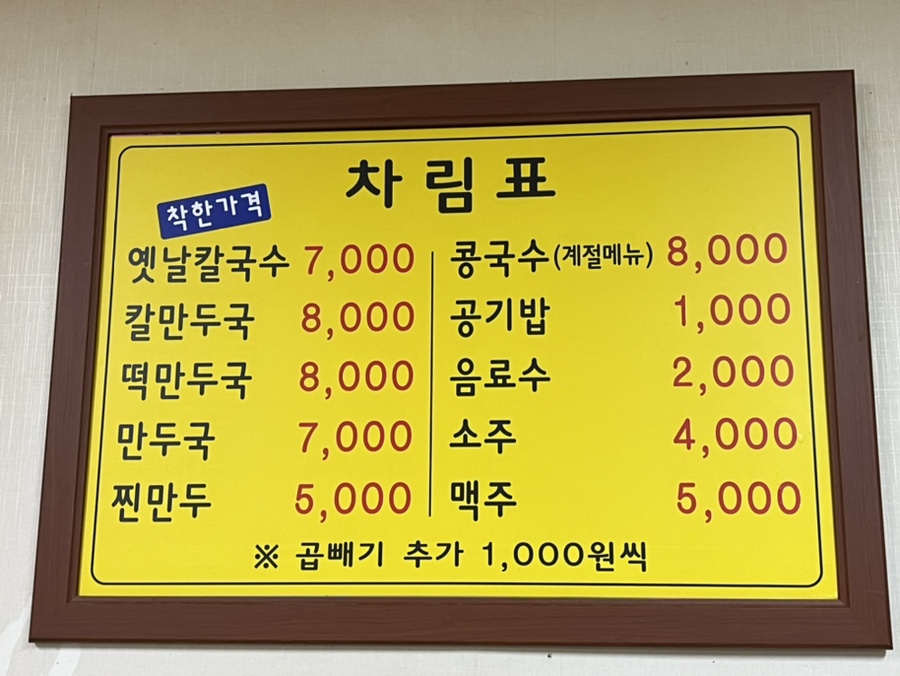 차림표
착한가격
옛날칼국수 7,000
칼만두국 8,000
떡만두국 8,000
만두국 7,000
찐만두 5,000
콩국수(계절메뉴) 8,000
공기밥 1,000
음료수 2,000
소주 4,000
맥주 5,000
※ 곱빼기 추가 1,000원씩